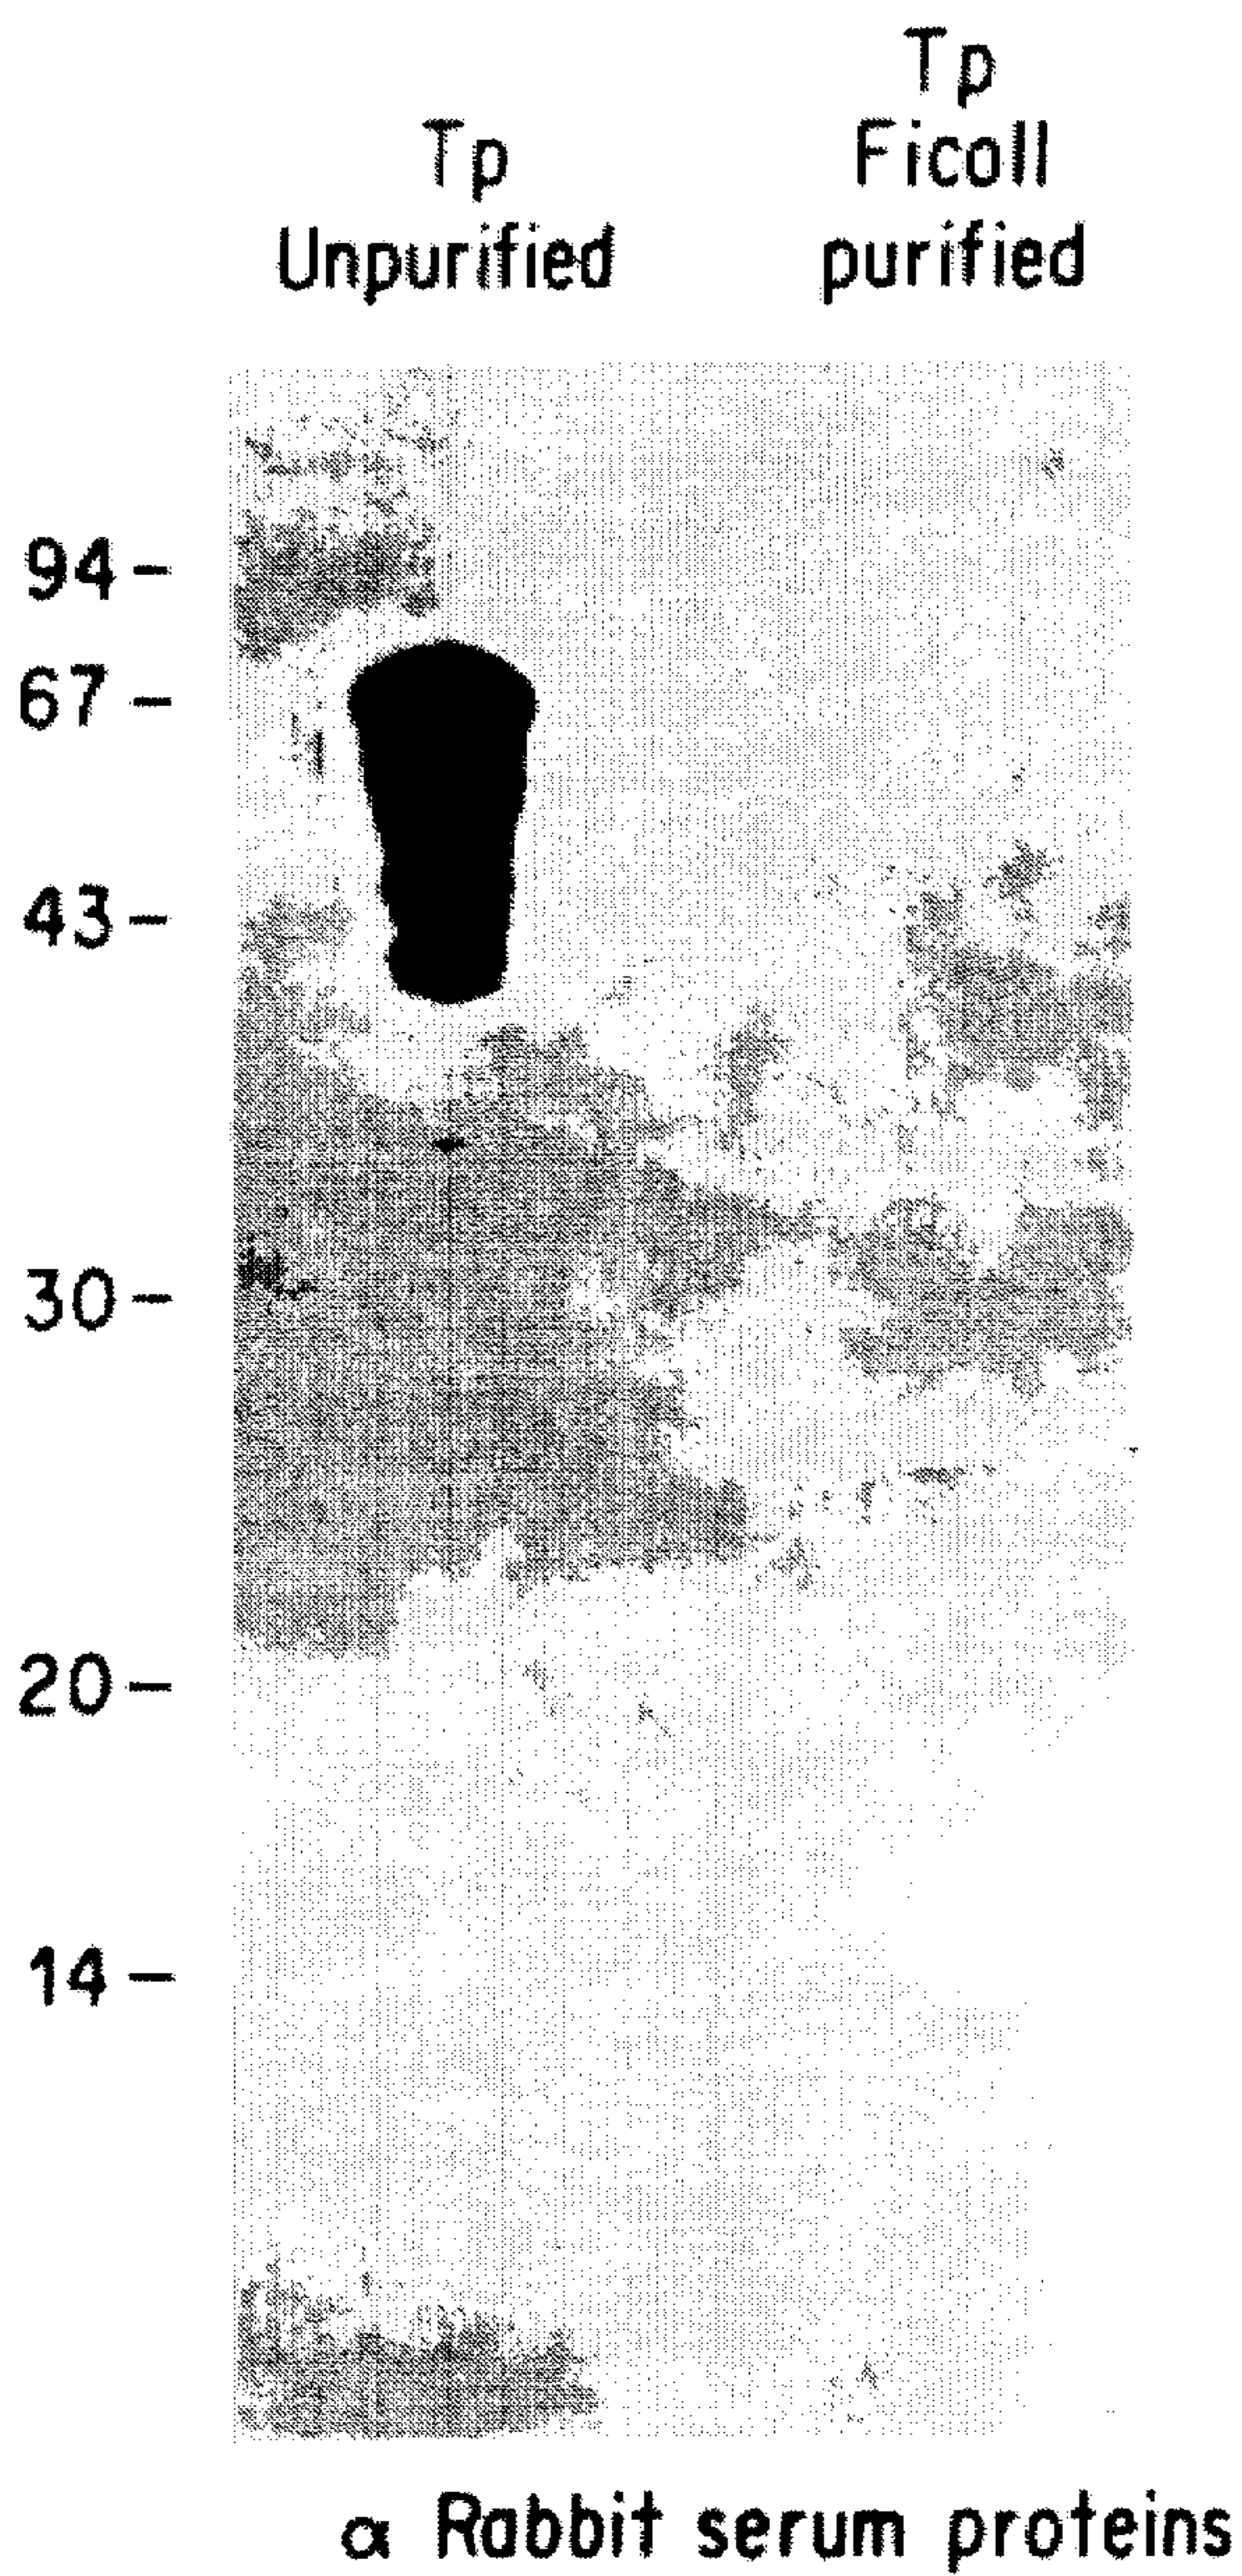 Tp
Unpurified
Tp
Ficoll
purified
94-
67-
43-
30-
20-
14-
α Rabbit serum proteins